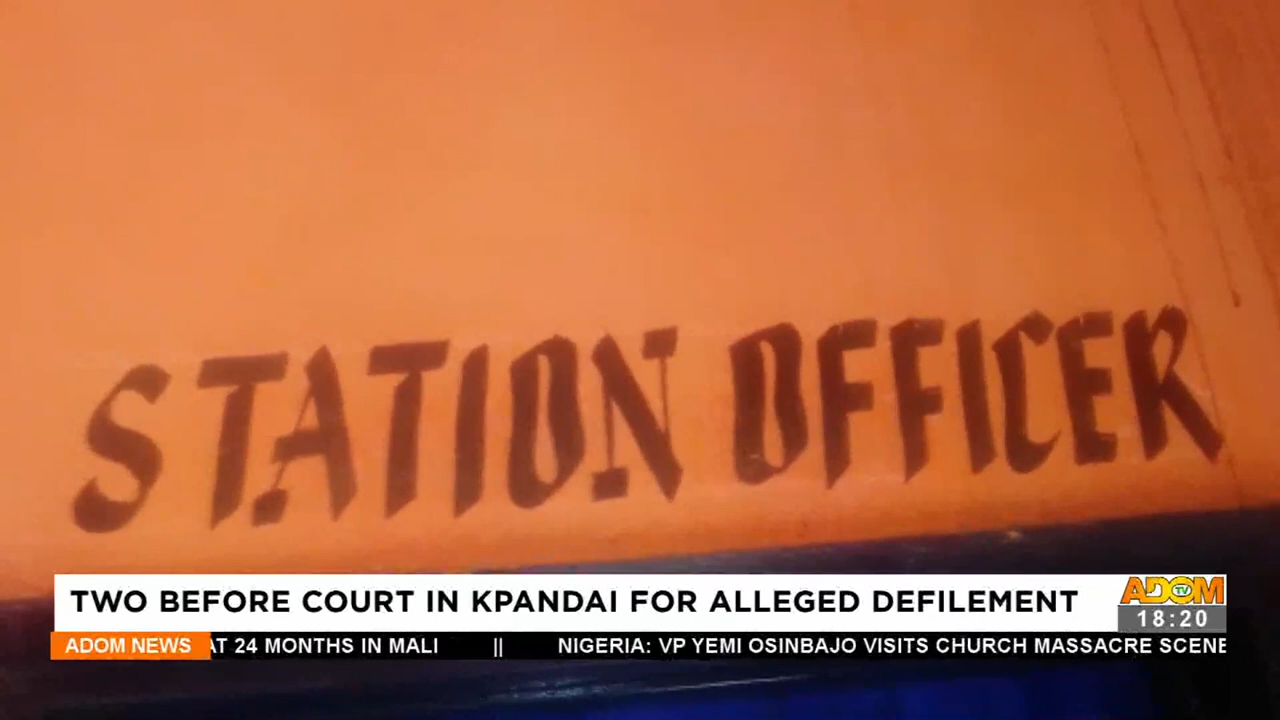 STATION OFFICER
TWO BEFORE COURT IN KPANDAI FOR ALLEGED DEFILEMENT
ADOM TV
18:20
ADOM NEWS AT 24 MONTHS IN MALI || NIGERIA: VP YEMI OSINBAJO VISITS CHURCH MASSACRE SCENE